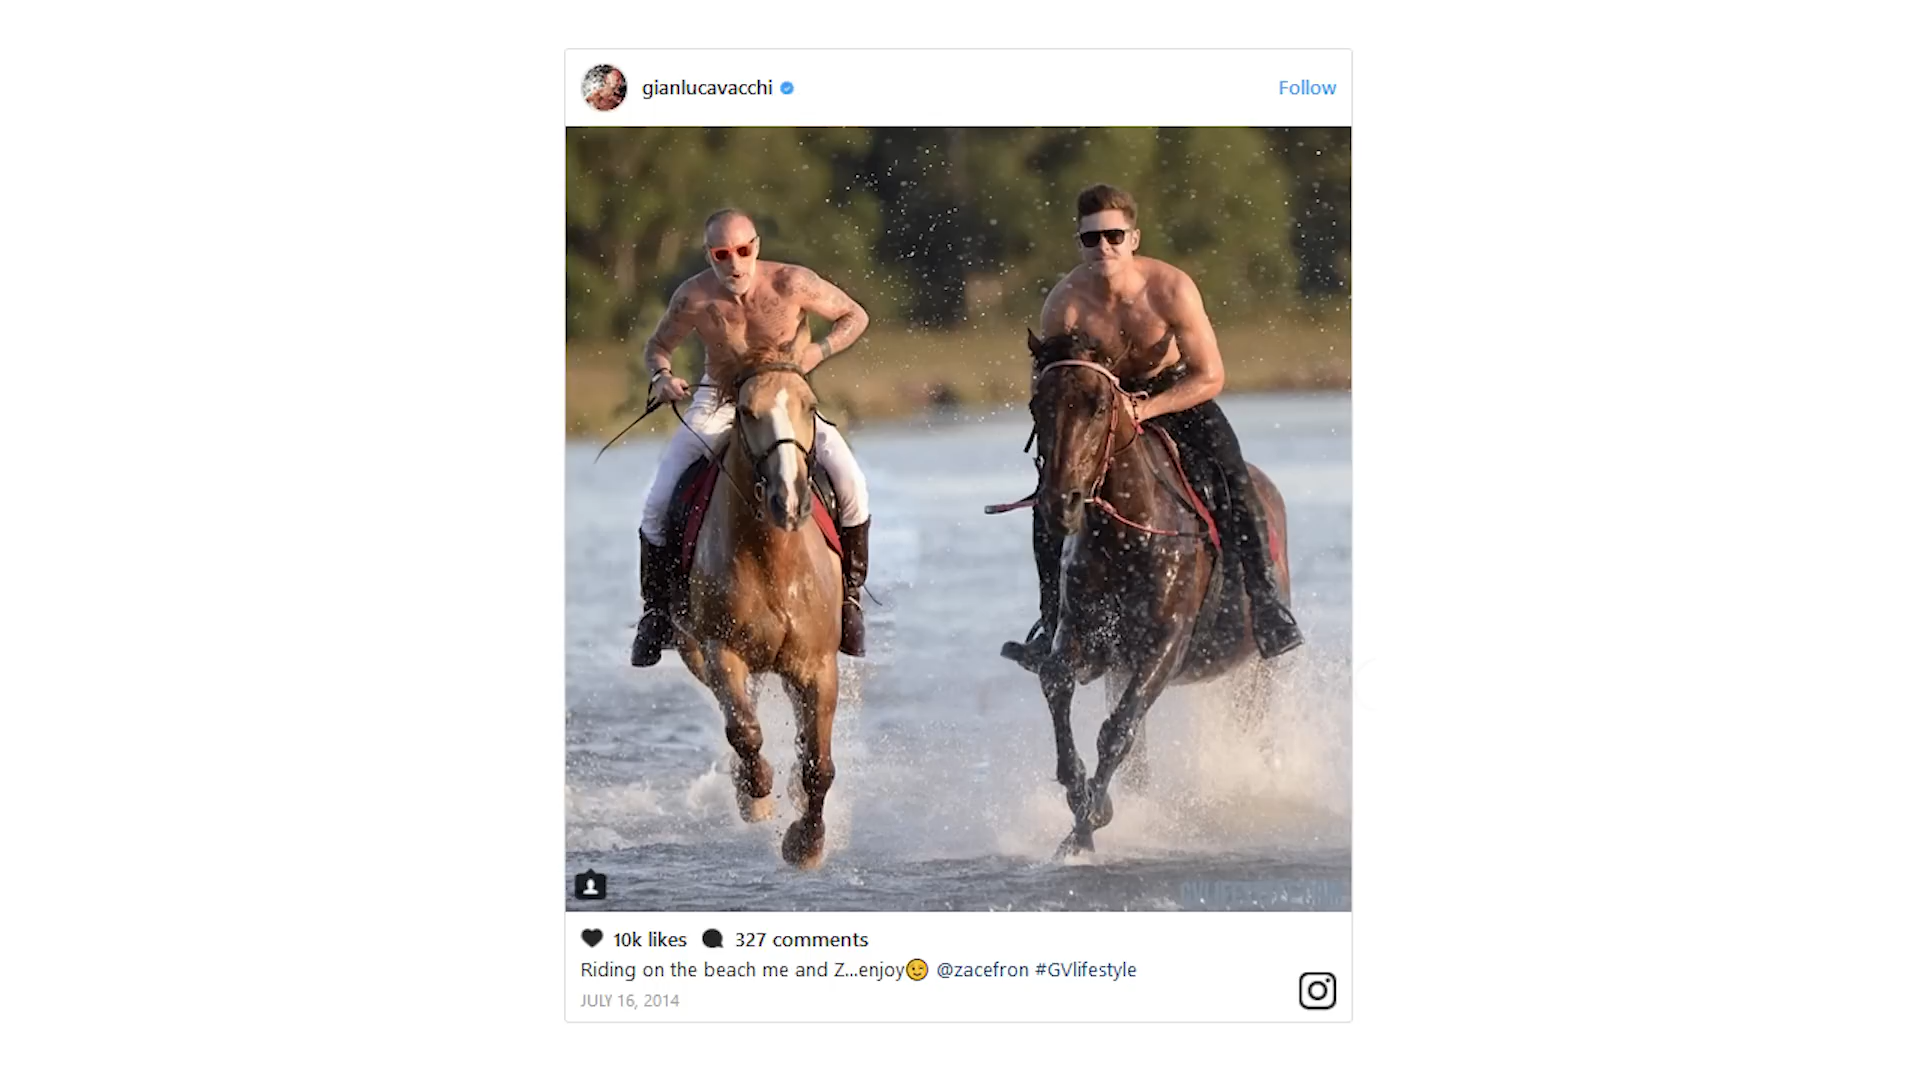 gianlucavacchi
Follow
10k likes 327 comments
Riding on the beach me and Z...enjoy😉 @zacefron #GVlifestyle
JULY 16, 2014